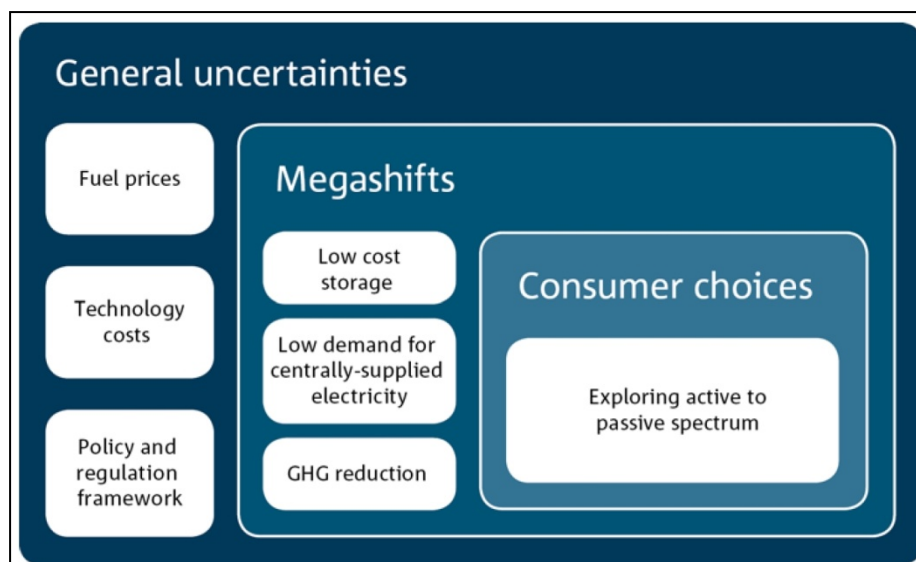 General uncertainties
Fuel prices
Technology
costs
Policy and
regulation
framework
Megashifts
Low cost
storage
Low demand for
centrally-supplied
electricity
GHG reduction
Consumer choices
Exploring active to
passive spectrum